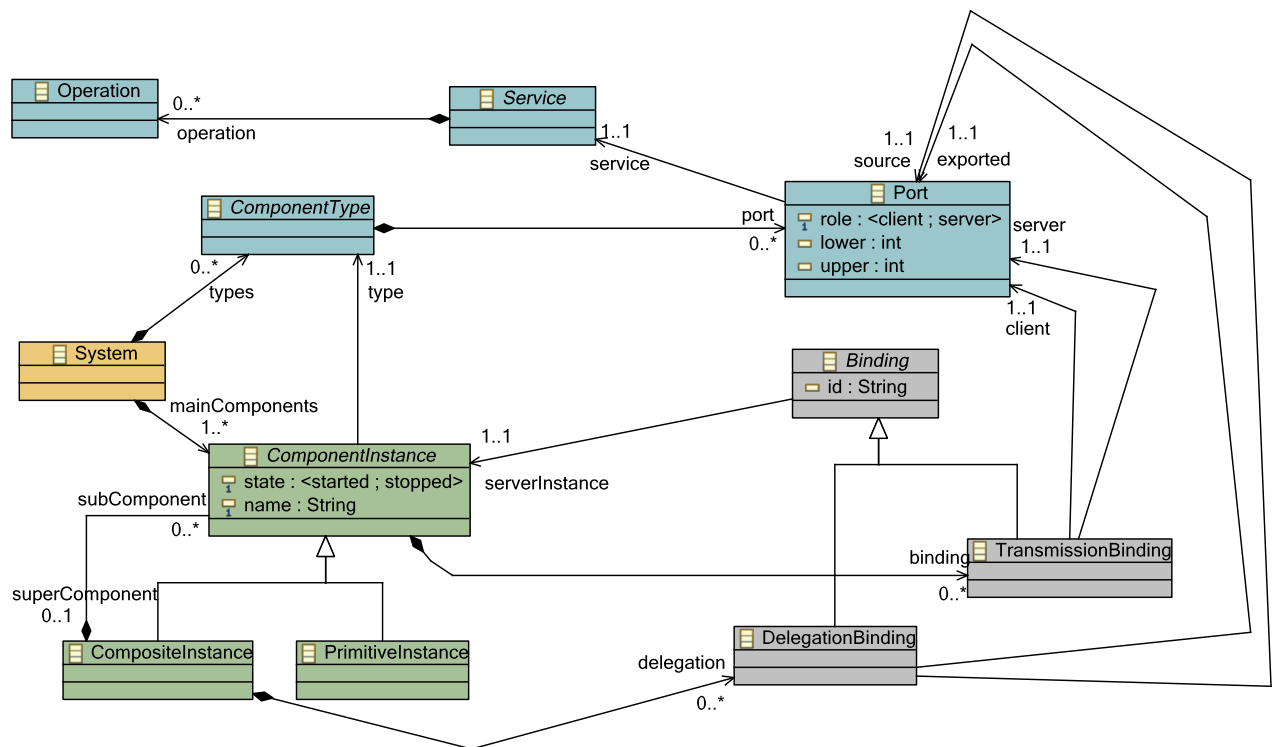 Operation
0..*
operation
Service
1..1
service
1..1
source
1..1
exported
Port
role : <client ; server>
lower : int
upper : int
port
0..*
server
1..1
1..1
client
ComponentType
0..*
types
1..1
type
System
mainComponents
1..*
Binding
id : String
1..1
serverInstance
ComponentInstance
state : <started ; stopped>
name : String
subComponent
0..*
superComponent
0..1
binding
0..*
TransmissionBinding
CompositeInstance
PrimitiveInstance
delegation
0..*
DelegationBinding